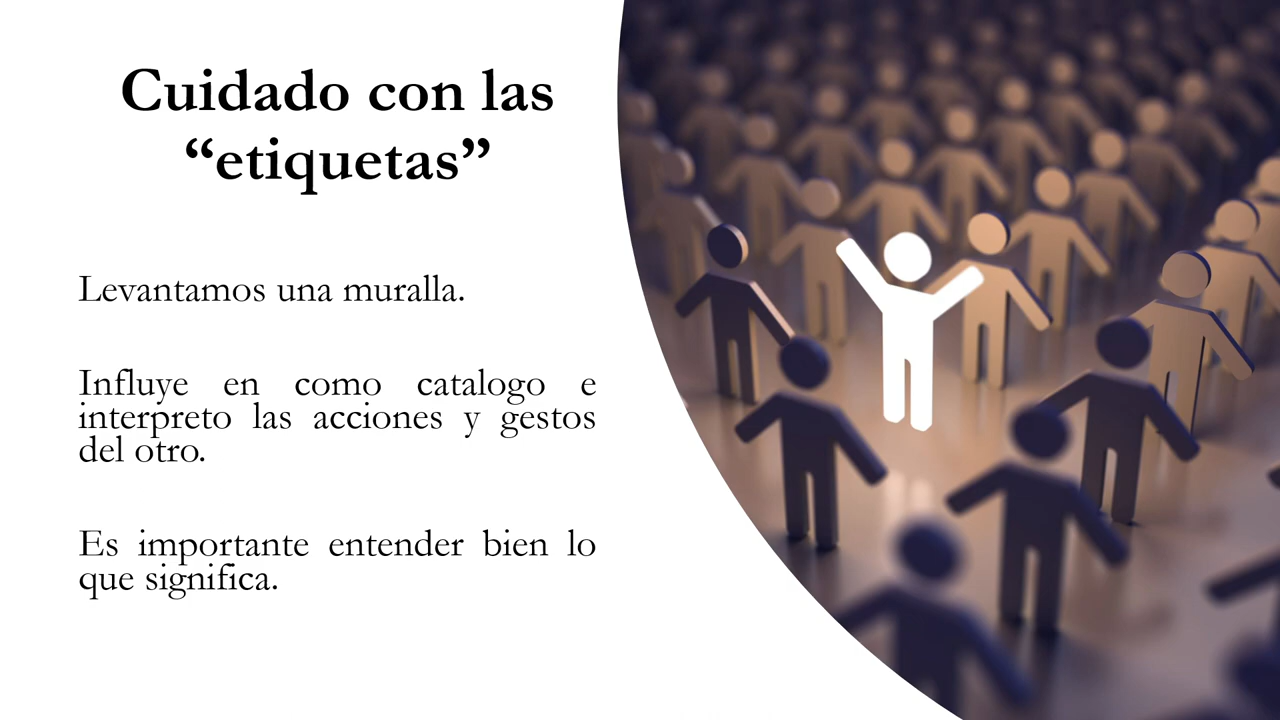 Cuidado con las
“etiquetas”
Levantamos una muralla.
Influye en como catalogo e
interpreto las acciones y gestos
del otro.
Es importante entender bien lo
que significa.